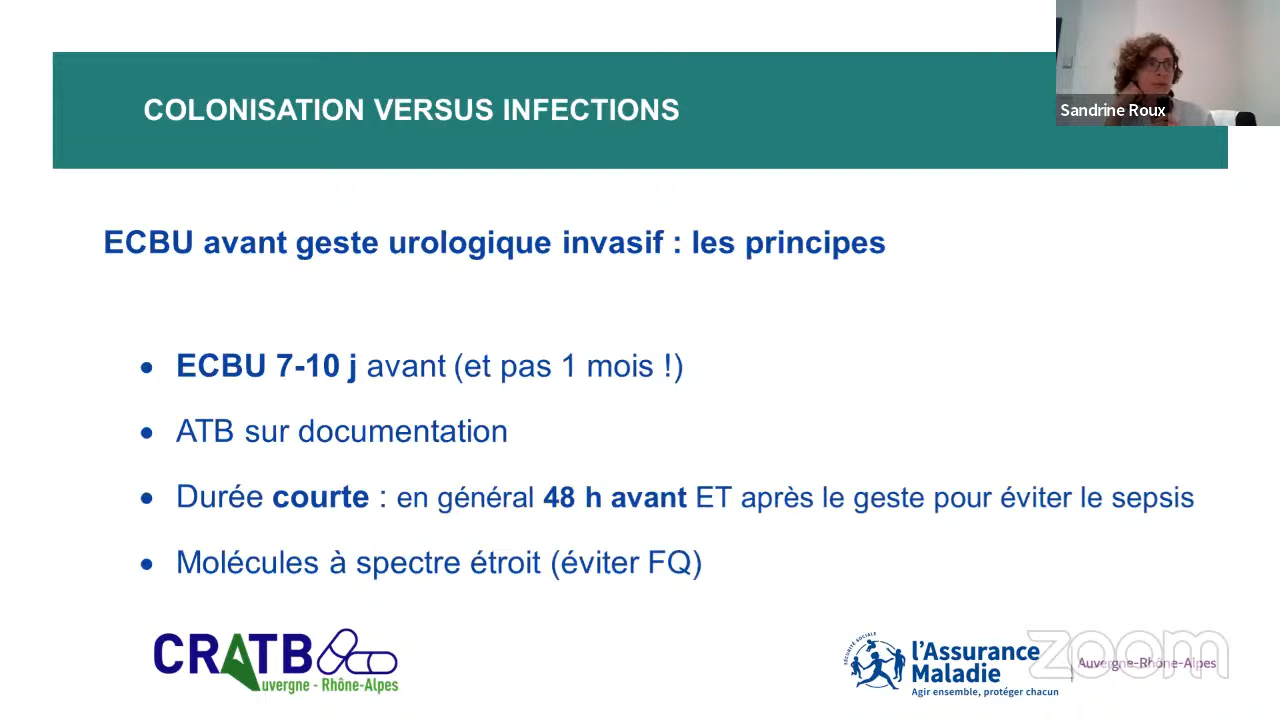 COLONISATION VERSUS INFECTIONS
Sandrine Roux
ECBU avant geste urologique invasif : les principes
• ECBU 7-10 j avant (et pas 1 mois !)
• ATB sur documentation
• Durée courte : en général 48 h avant ET après le geste pour éviter le sepsis
• Molécules à spectre étroit (éviter FQ)
CRATB
Auvergne - Rhône-Alpes
SÉCURITÉ SOCIALE
l'Assurance
Maladie
Agir ensemble, protéger chacun
Auvergne-Rhône-Alpes
zoom